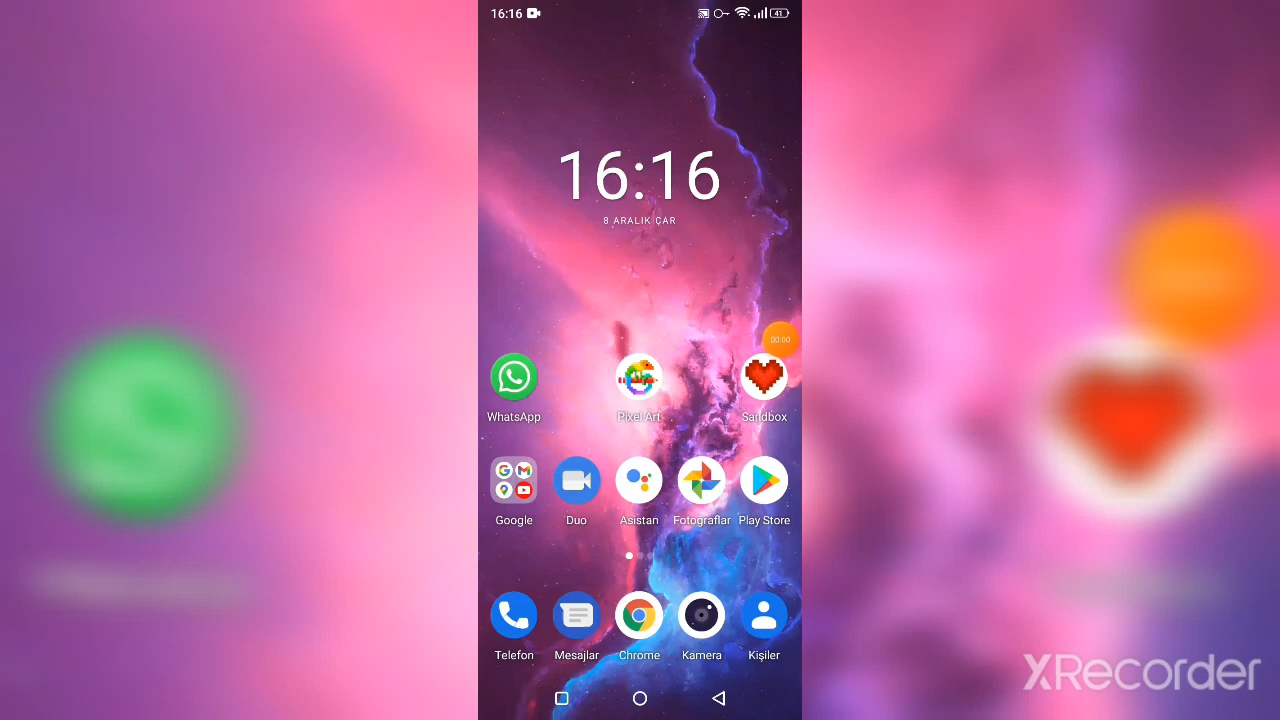 16:16
41
16:16
8 ARALIK ÇAR
00:00
WhatsApp
Pixel Art
Sandbox
Google
Duo
Asistan
Fotoğraflar
Play Store
Telefon
Mesajlar
Chrome
Kamera
Kişiler
XRecorder